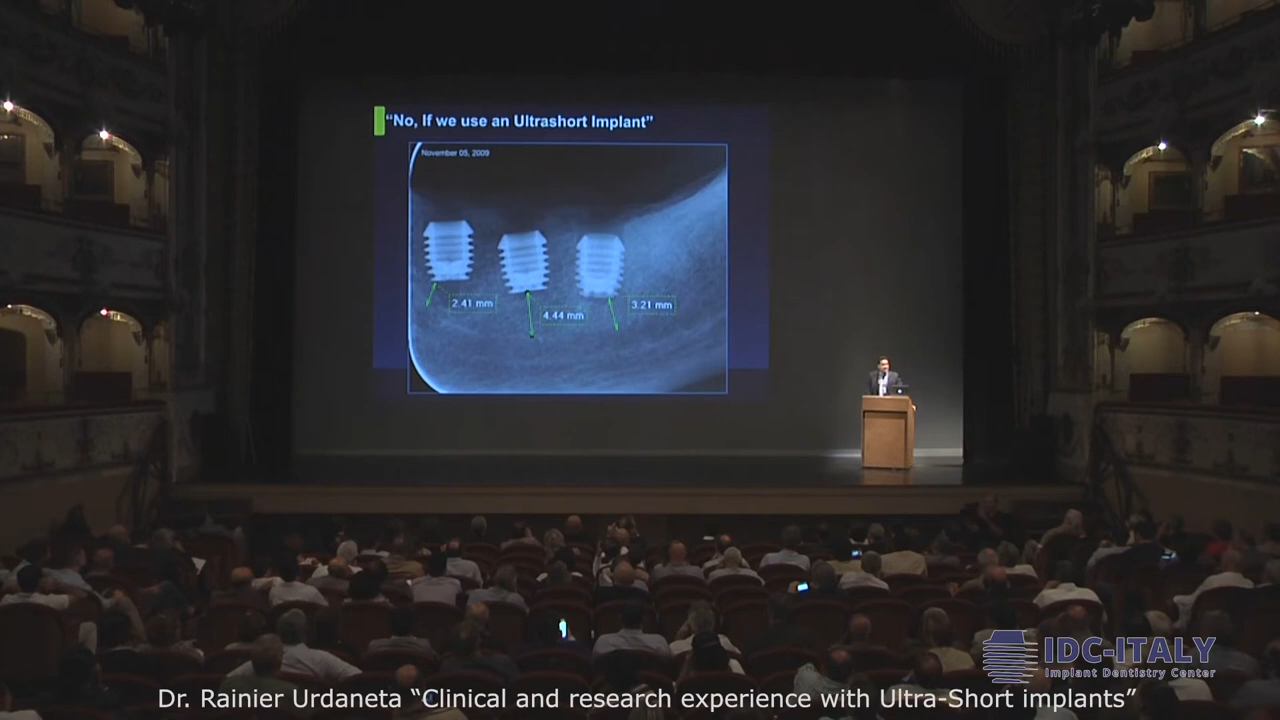 “No, If we use an Ultrashort Implant”
November 05, 2009
2.41 mm
4.44 mm
3.21 mm
IDC-ITALY
Implant Dentistry Center
Dr. Rainier Urdaneta “Clinical and research experience with Ultra-Short implants”